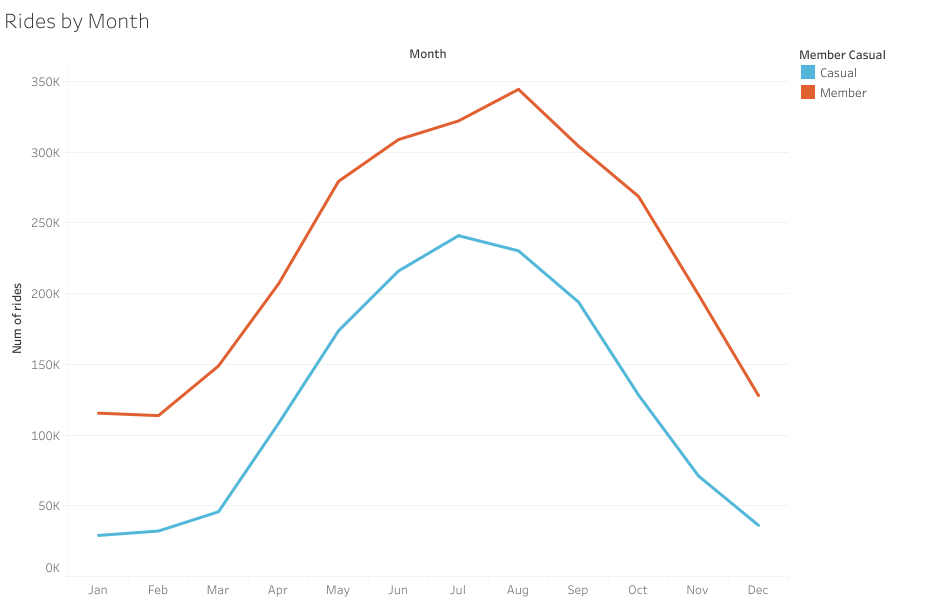 Rides by Month
Month
Member Casual
Casual
Member
Num of rides
350K
300K
250K
200K
150K
100K
50K
0K
Jan Feb Mar Apr May Jun Jul Aug Sep Oct Nov Dec